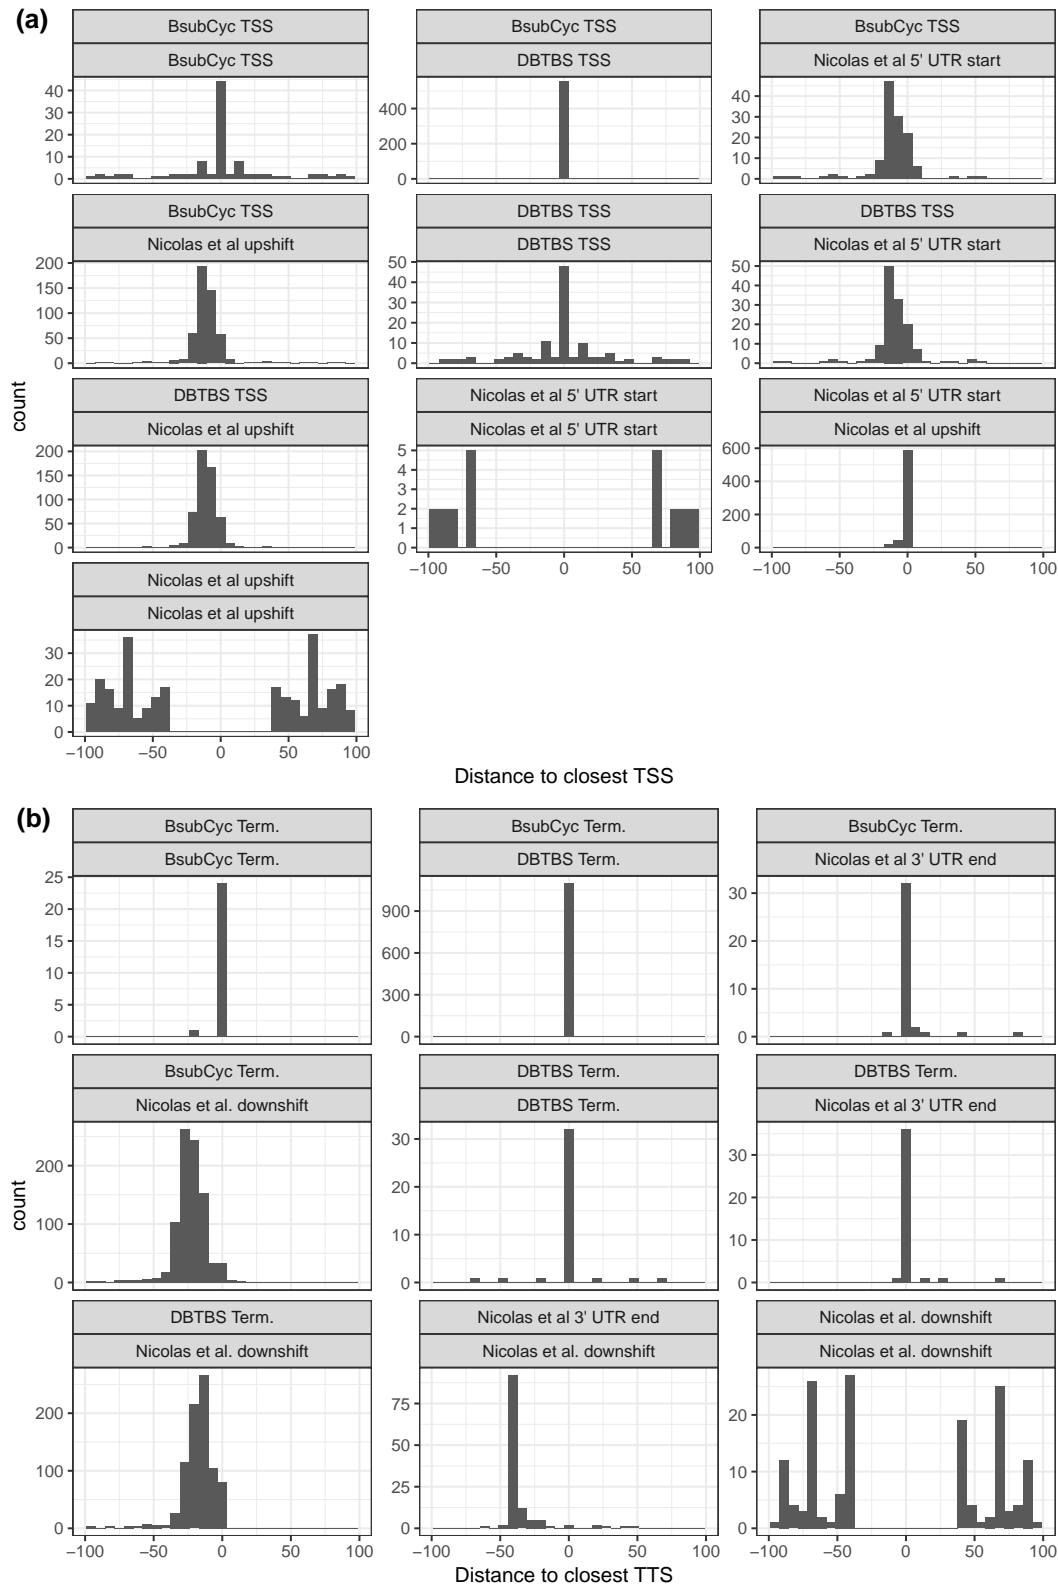 (a)
BsubCyc TSS
BsubCyc TSS
40
30
20
10
0
BsubCyc TSS
DBTBS TSS
400
200
0
BsubCyc TSS
Nicolas et al 5' UTR start
40
30
20
10
0
BsubCyc TSS
Nicolas et al upshift
200
150
100
50
0
DBTBS TSS
DBTBS TSS
50
40
30
20
10
0
DBTBS TSS
Nicolas et al 5' UTR start
50
40
30
20
10
0
count
DBTBS TSS
Nicolas et al upshift
200
150
100
50
0
Nicolas et al 5' UTR start
Nicolas et al 5' UTR start
5
4
3
2
1
0
−100 −50 0 50 100
Nicolas et al 5' UTR start
Nicolas et al upshift
600
400
200
0
−100 −50 0 50 100
Nicolas et al upshift
Nicolas et al upshift
30
20
10
0
−100 −50 0 50 100
Distance to closest TSS
(b)
BsubCyc Term.
BsubCyc Term.
25
20
15
10
5
0
BsubCyc Term.
DBTBS Term.
900
600
300
0
BsubCyc Term.
Nicolas et al 3' UTR end
30
20
10
0
BsubCyc Term.
Nicolas et al. downshift
200
100
0
DBTBS Term.
DBTBS Term.
30
20
10
0
DBTBS Term.
Nicolas et al 3' UTR end
30
20
10
0
count
DBTBS Term.
Nicolas et al. downshift
200
100
0
−100 −50 0 50 100
Nicolas et al 3' UTR end
Nicolas et al. downshift
75
50
25
0
−100 −50 0 50 100
Nicolas et al. downshift
Nicolas et al. downshift
20
10
0
−100 −50 0 50 100
Distance to closest TTS